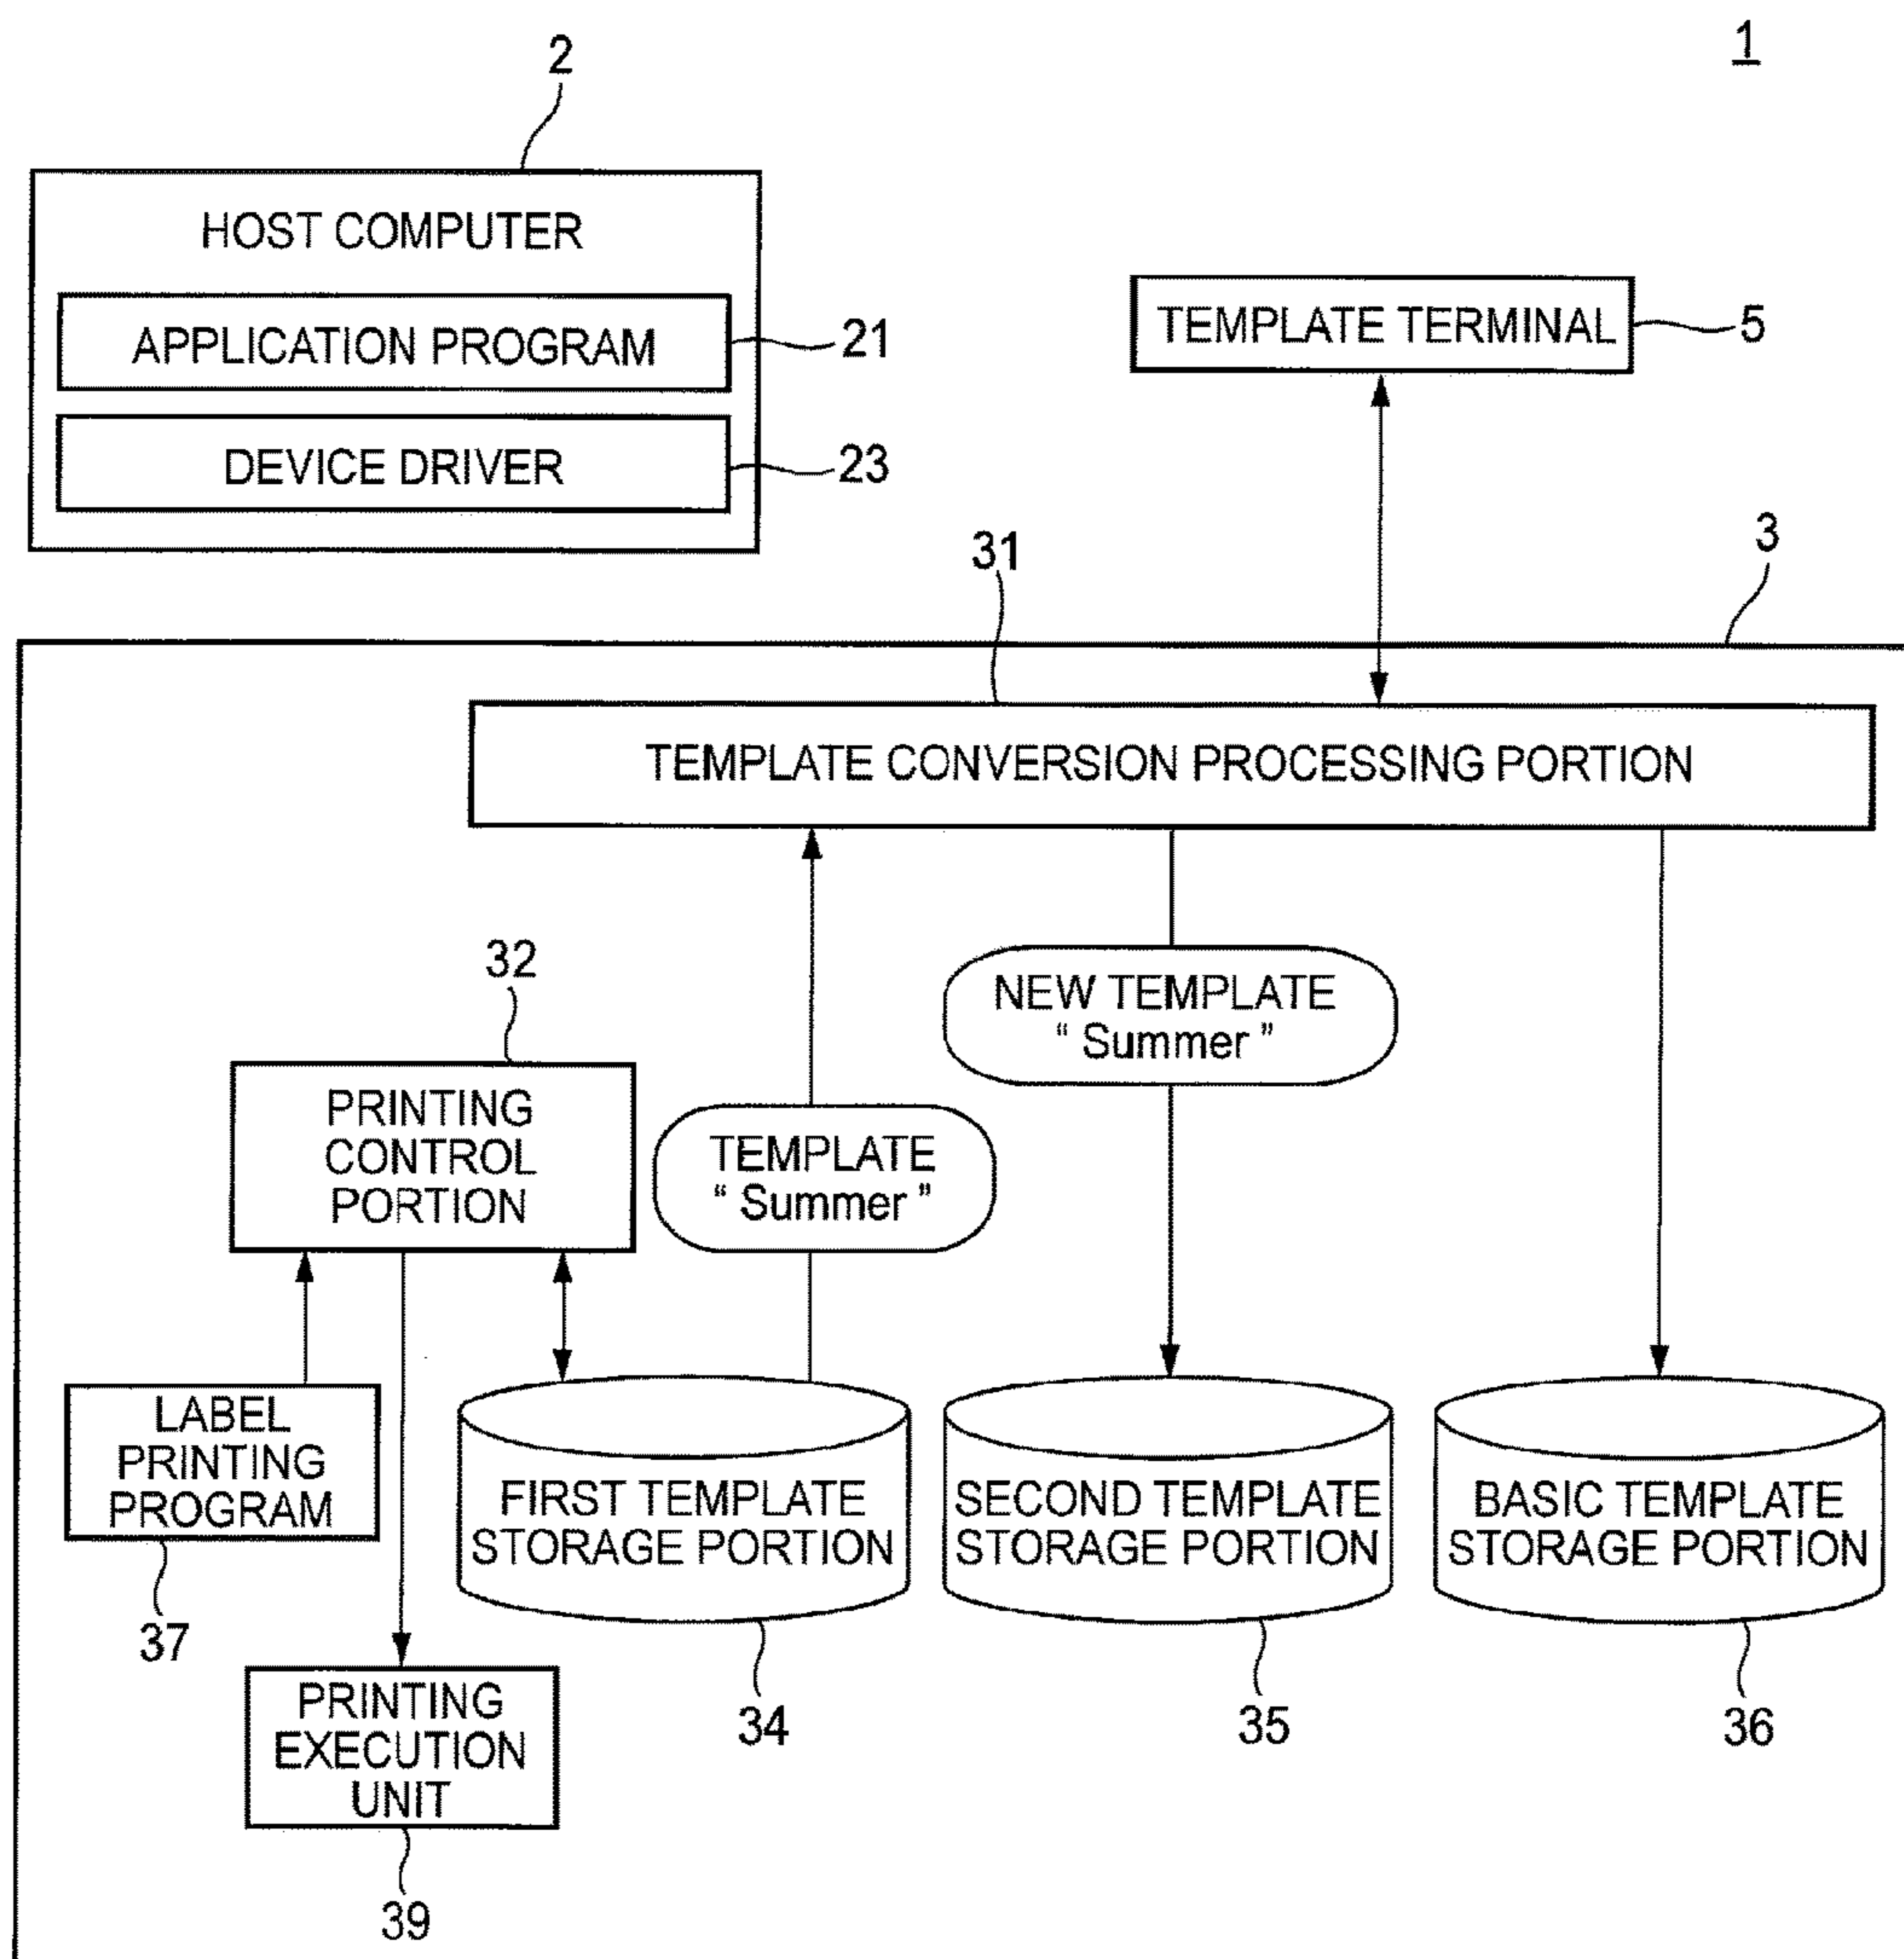 1
2
HOST COMPUTER
APPLICATION PROGRAM
21
DEVICE DRIVER
23
TEMPLATE TERMINAL
5
3
31
TEMPLATE CONVERSION PROCESSING PORTION
32
PRINTING
CONTROL
PORTION
TEMPLATE
“ Summer ”
NEW TEMPLATE
“ Summer ”
LABEL
PRINTING
PROGRAM
37
FIRST TEMPLATE
STORAGE PORTION
34
SECOND TEMPLATE
STORAGE PORTION
35
BASIC TEMPLATE
STORAGE PORTION
36
PRINTING
EXECUTION
UNIT
39